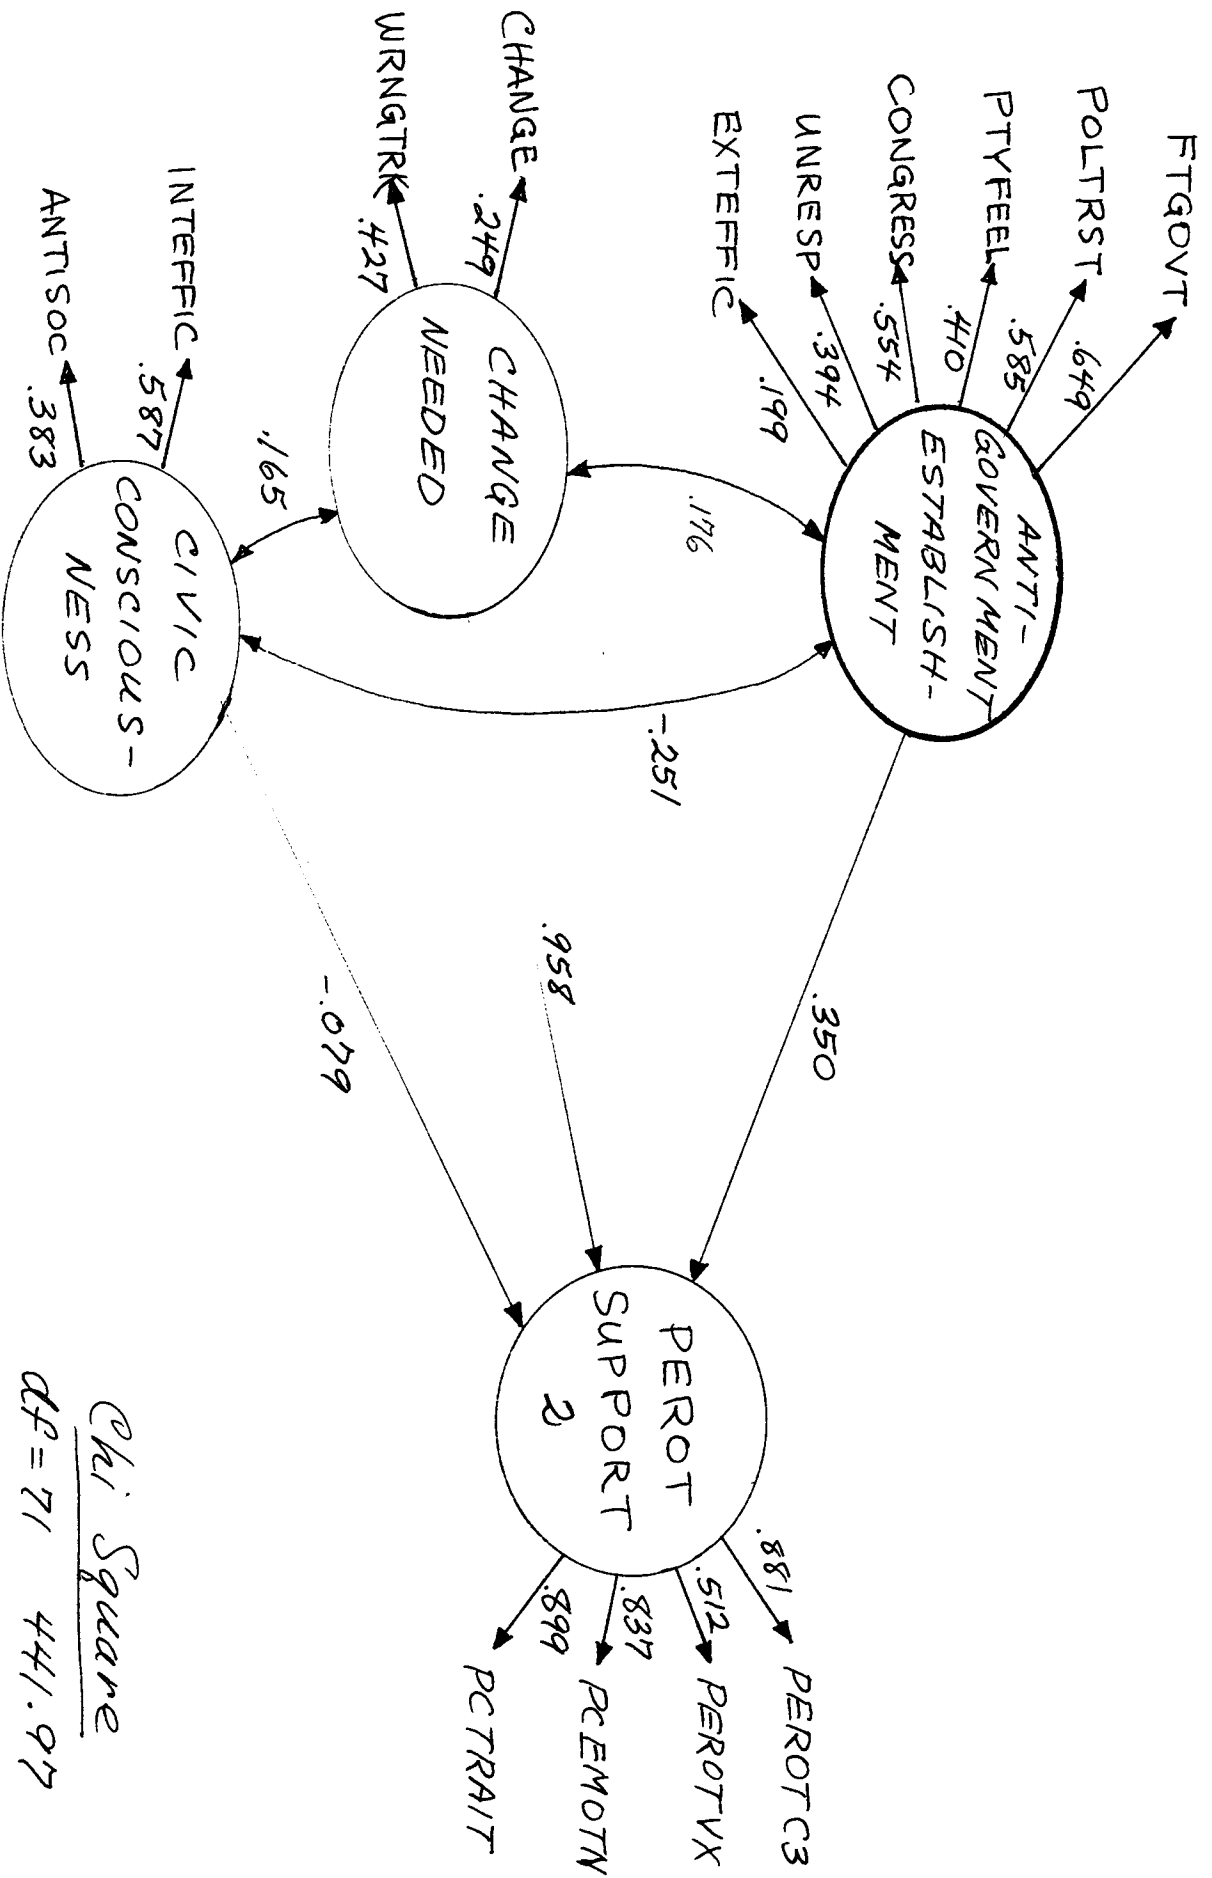 FTGOVT
.649
POLTRST
.585
PTYFEEL
.410
CONGRESS
.554
UNRESP
.394
EXTEFFIC
.199
ANTI-
GOVERNMENT
ESTABLISH-
MENT
.176
CHANGE
.249
WRNGTRK
.427
CHANGE
NEEDED
.165
-.251
INTEFFIC
.587
ANTISOC
.383
CIVIC
CONSCIOUS-
NESS
.350
.958
-.079
PEROT
SUPPORT
2
.881
PEROTC3
.512
PEROTVX
.837
PCEMOTN
.899
PCTRAIT
Chi Square
df=71 441.97